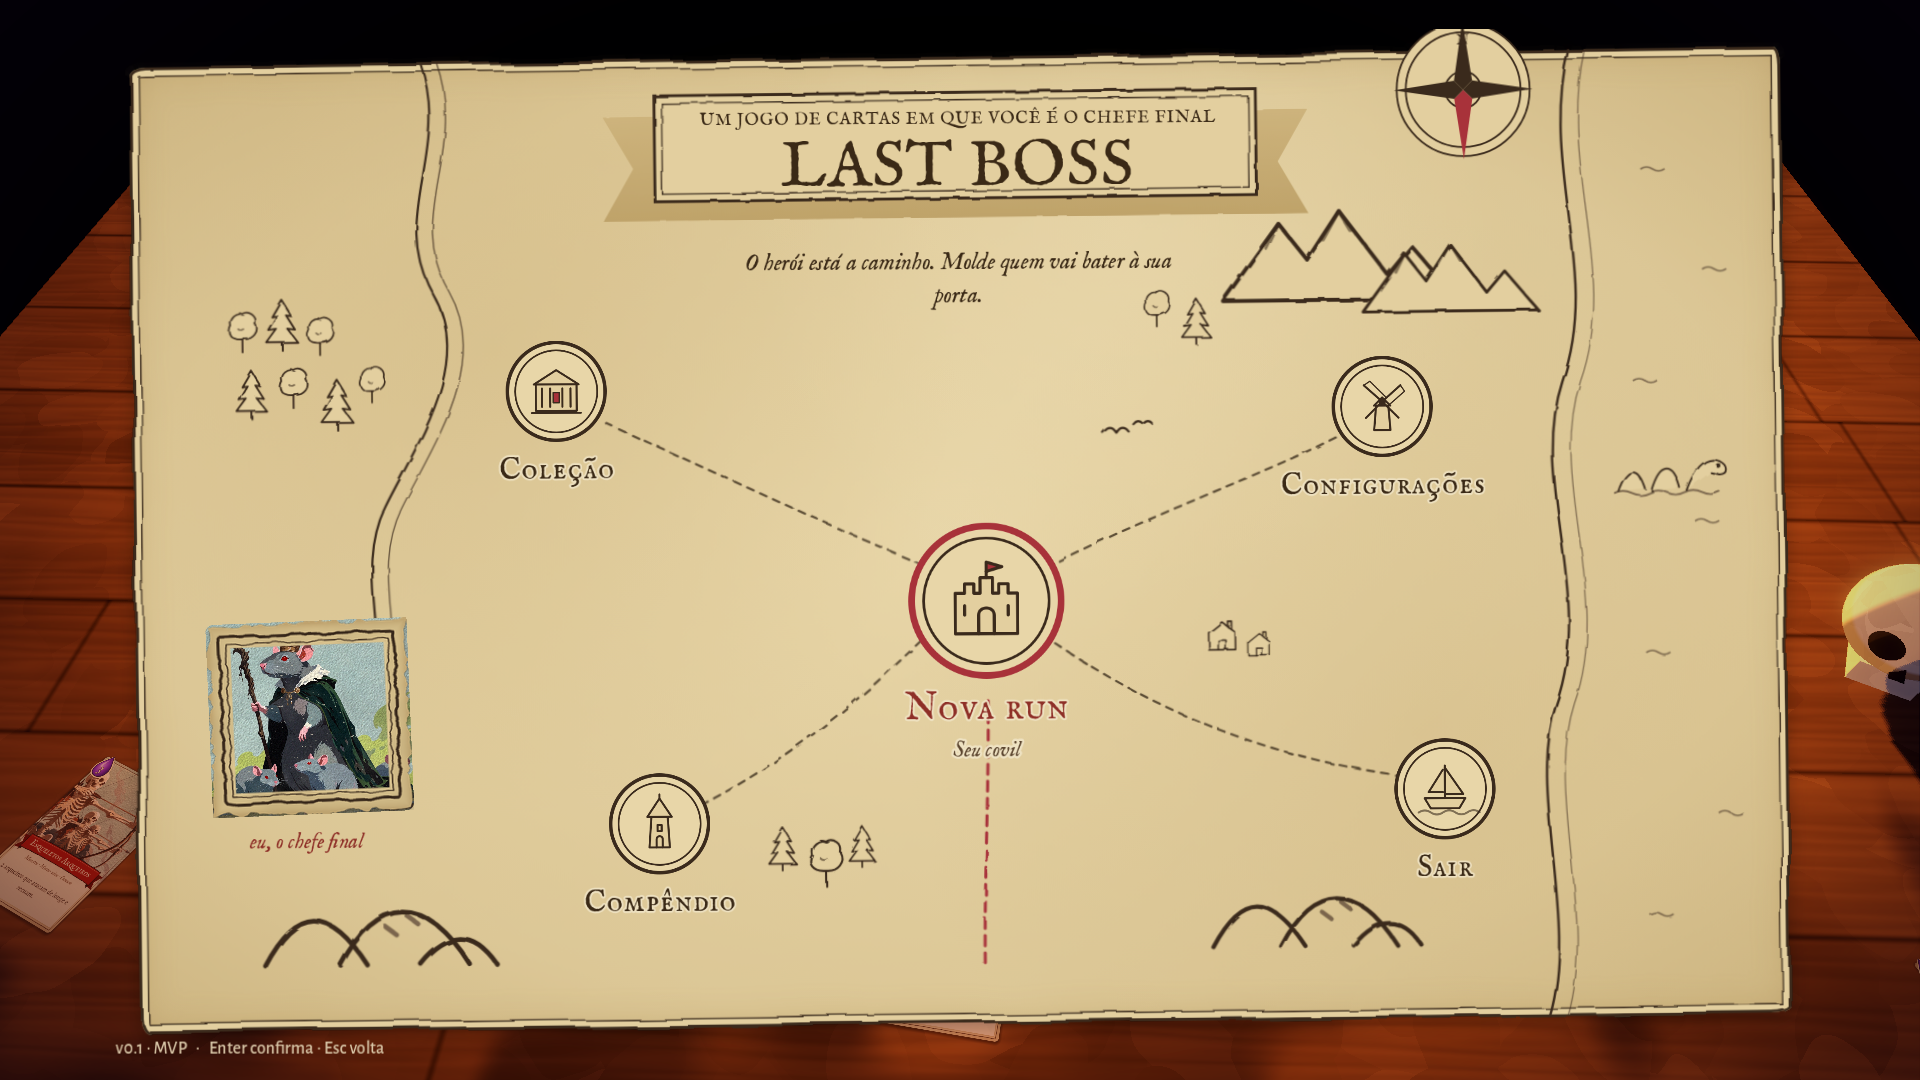 UM JOGO DE CARTAS EM QUE VOCÊ É O CHEFE FINAL
LAST BOSS
O herói está a caminho. Molde quem vai bater à sua
porta.
Coleção
Configurações
Nova run
Seu covil
eu, o chefe final
Compêndio
Sair
Esqueletos Arqueiros
v0.1 · MVP · Enter confirma · Esc volta